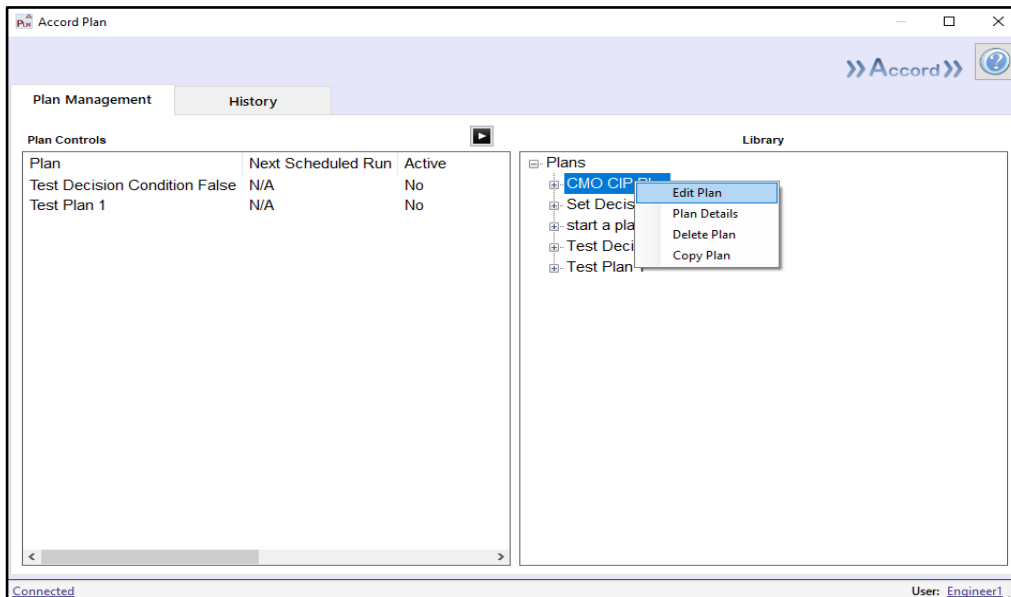 Accord Plan
»Accord»
Plan Management History
Plan Controls Library
Plan Next Scheduled Run Active
Test Decision Condition False N/A No
Test Plan 1 N/A No
Plans
CMO CIP
Set Decis
start a pla
Test Deci
Test Plan
Edit Plan
Plan Details
Delete Plan
Copy Plan
Connected User: Engineer1